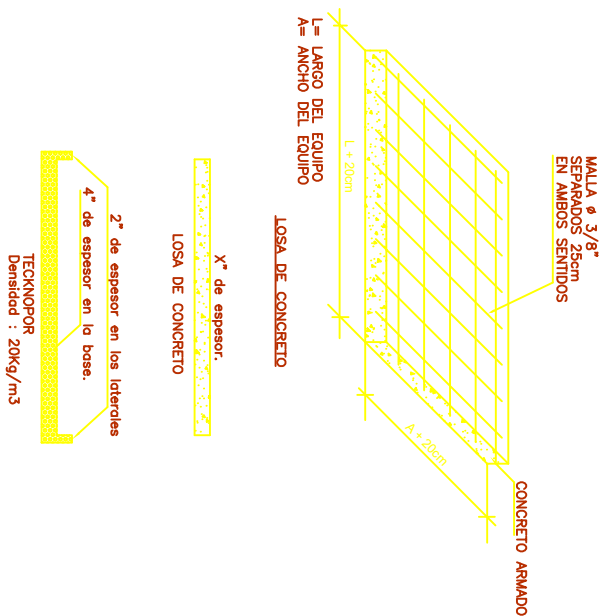 MALLA ø 3/8"
SEPARADOS 25cm
EN AMBOS SENTIDOS
CONCRETO ARMADO
L + 20cm
A + 20cm
L= LARGO DEL EQUIPO
A= ANCHO DEL EQUIPO
LOSA DE CONCRETO
X" de espesor.
LOSA DE CONCRETO
2" de espesor en los laterales
4" de espesor en la base.
TECKNOPOR
Densidad : 20Kg/m3